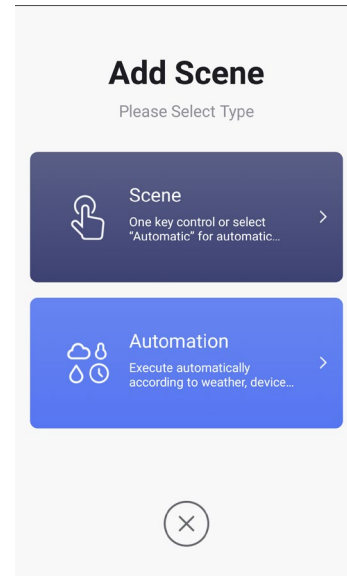 Add Scene
Please Select Type
Scene
One key control or select
“Automatic” for automatic...
Automation
Execute automatically
according to weather, device...